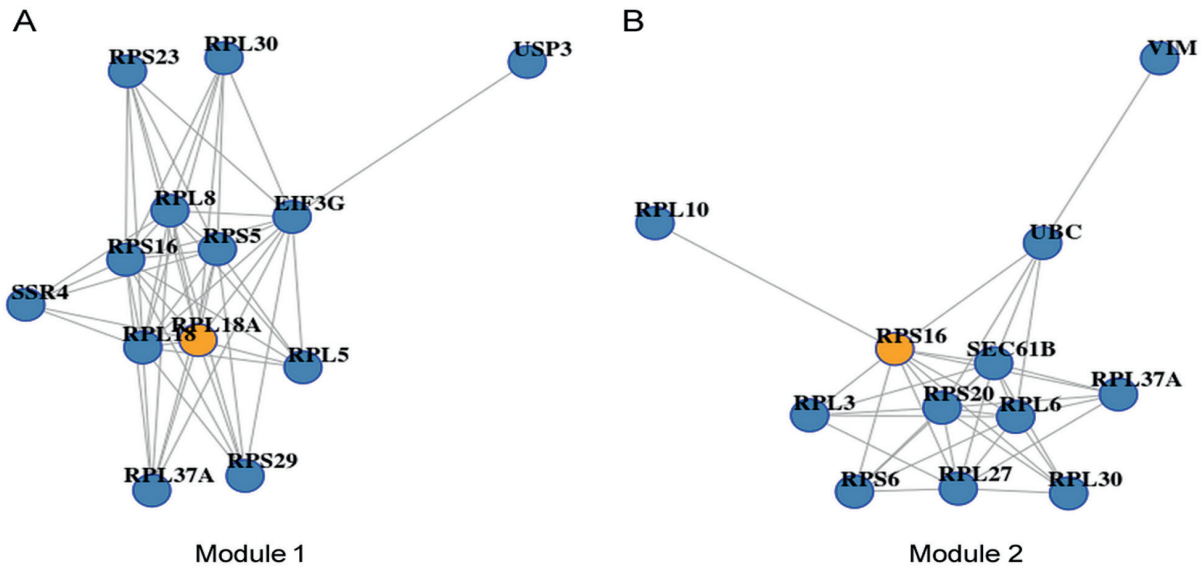 A
RPS23
RPL30
USP3
RPL8
EIF3G
RPS16
RPS5
SSR4
RPL18
RPL18A
RPL5
RPL37A
RPS29
Module 1
B
VIM
RPL10
UBC
RPS16
SEC61B
RPL37A
RPL3
RPS20
RPL6
RPS6
RPL27
RPL30
Module 2